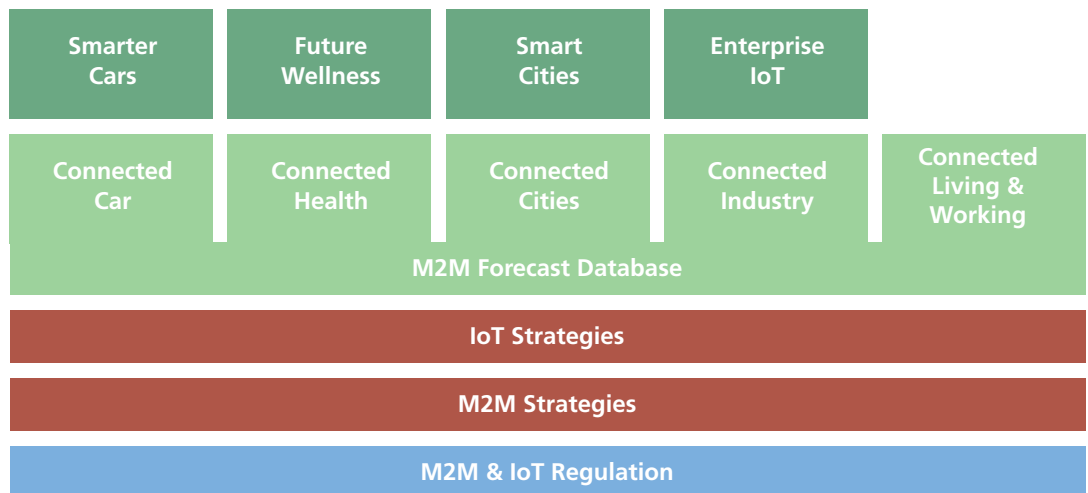 Smarter
Cars
Future
Wellness
Smart
Cities
Enterprise
IoT
Connected
Car
Connected
Health
Connected
Cities
Connected
Industry
Connected
Living &
Working
M2M Forecast Database
IoT Strategies
M2M Strategies
M2M & IoT Regulation